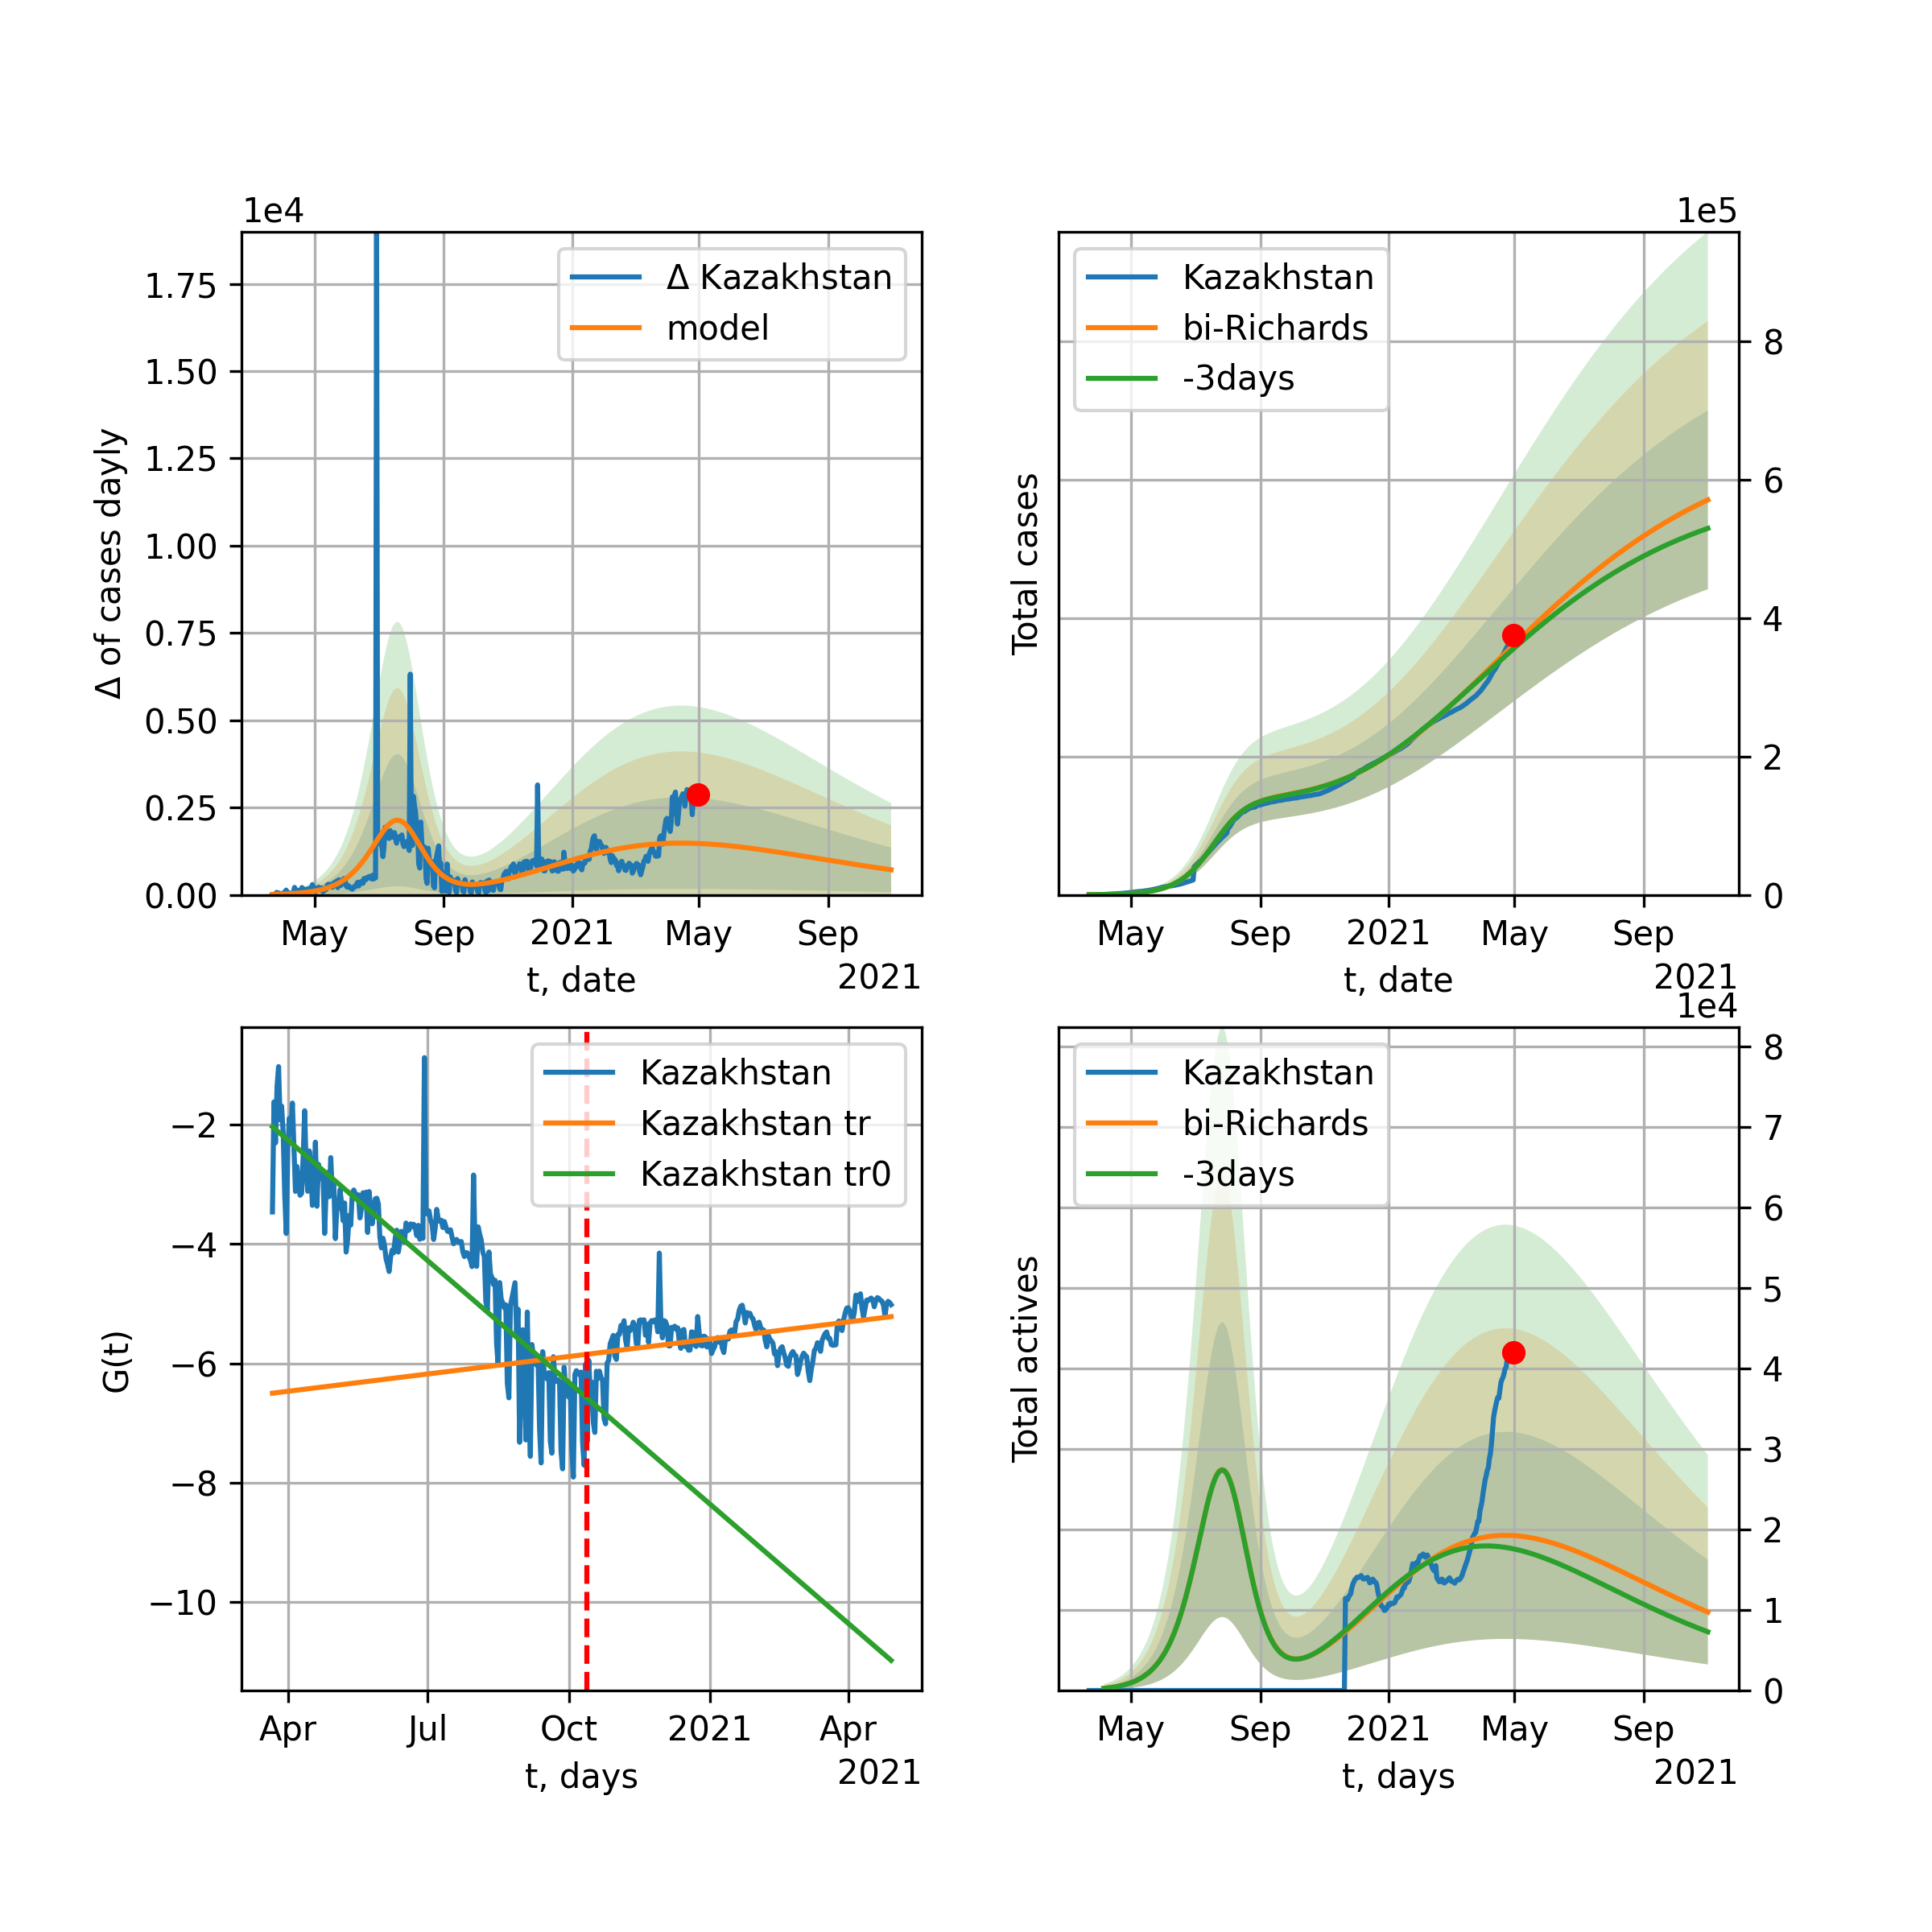 1e4
Δ of cases dayly
1.75
1.50
1.25
1.00
0.75
0.50
0.25
0.00
Δ Kazakhstan
model
May Sep 2021 May Sep
t, date
2021
1e5
Total cases
Kazakhstan
bi-Richards
-3days
8
6
4
2
0
May Sep 2021 May Sep
t, date
2021
G(t)
−2
−4
−6
−8
−10
Kazakhstan
Kazakhstan tr
Kazakhstan tr0
Apr Jul Oct 2021 Apr
t, days
2021
1e4
Total actives
Kazakhstan
bi-Richards
-3days
8
7
6
5
4
3
2
1
0
May Sep 2021 May Sep
t, days
2021